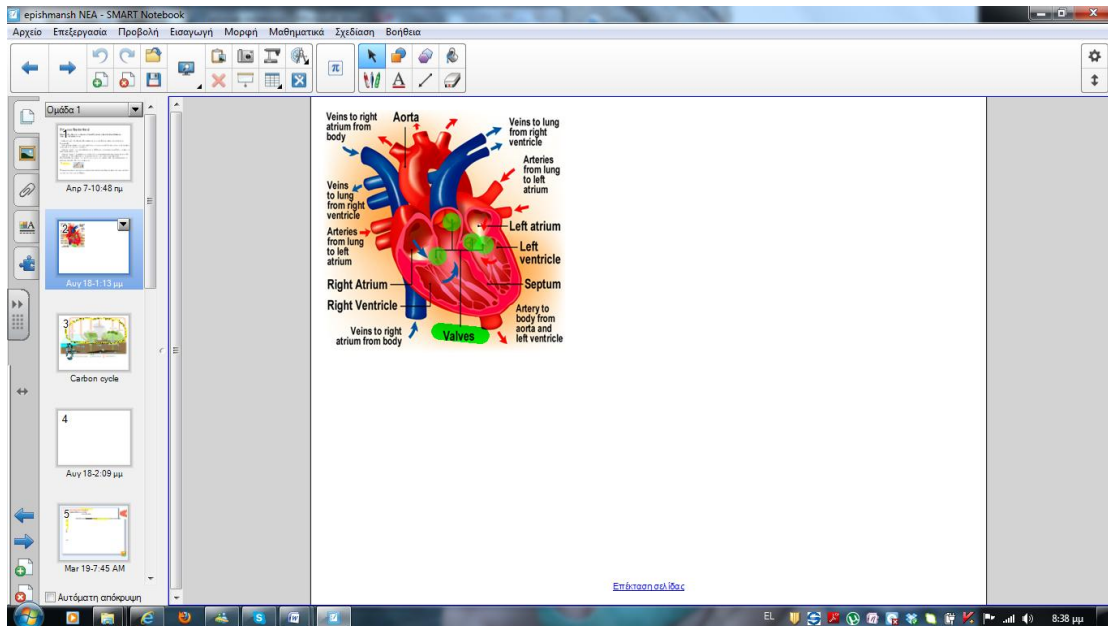 epishmansh NEA - SMART Notebook
Αρχείο Επεξεργασία Προβολή Εισαγωγή Μορφή Μαθηματικά Σχεδίαση Βοήθεια
π
A
Ομάδα 1
1
Απρ 7-10:48 πμ
2
Αυγ 18-1:13 μμ
3
Carbon cycle
4
Αυγ 18-2:09 μμ
5
Mar 19-7:45 AM
Αυτόματη απόκρυψη
Veins to right
atrium from
body
Aorta
Veins to lung
from right
ventricle
Arteries
from lung
to left
atrium
Veins
to lung
from right
ventricle
Arteries
from lung
to left
atrium
Left atrium
Left
ventricle
Right Atrium
Septum
Right Ventricle
Artery to
body from
aorta and
left ventricle
Veins to right
atrium from body
Valves
Επέκταση σελίδας
EL
8:38 μμ